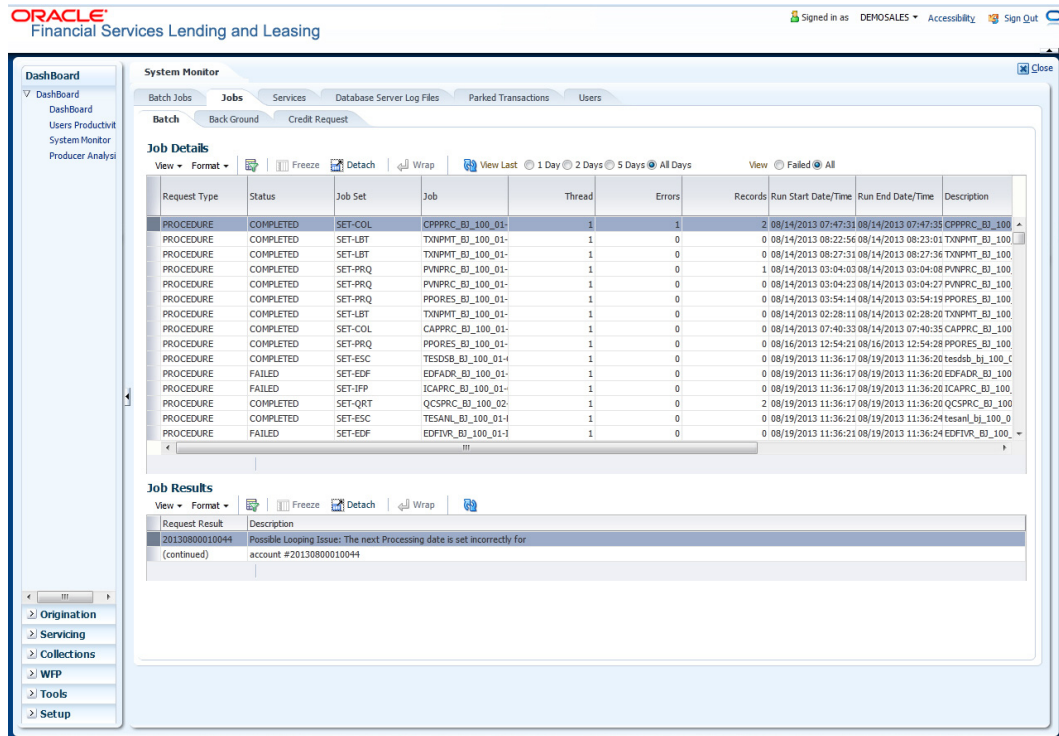 ORACLE
Financial Services Lending and Leasing
Signed in as DEMOSALES Accessibility Sign Out
Close
DashBoard
DashBoard
DashBoard
Users Productivit
System Monitor
Producer Analysi
Origination
Servicing
Collections
WFP
Tools
Setup
System Monitor
Batch Jobs Jobs Services Database Server Log Files Parked Transactions Users
Batch Back Ground Credit Request
Job Details
View Format Freeze Detach Wrap View Last 1 Day 2 Days 5 Days All Days View Failed All
Request Type Status Job Set Job Thread Errors Records Run Start Date/Time Run End Date/Time Description
PROCEDURE COMPLETED SET-COL CPPPRC_BJ_100_01- 1 1 2 08/14/2013 07:47:31 08/14/2013 07:47:35 CPPPRC_BJ_100
PROCEDURE COMPLETED SET-LBT TXNPMT_BJ_100_01- 1 0 0 08/14/2013 08:22:56 08/14/2013 08:23:01 TXNPMT_BJ_100
PROCEDURE COMPLETED SET-LBT TXNPMT_BJ_100_01- 1 0 0 08/14/2013 08:27:31 08/14/2013 08:27:36 TXNPMT_BJ_100
PROCEDURE COMPLETED SET-PRQ PVNPRC_BJ_100_01- 1 0 1 08/14/2013 03:04:03 08/14/2013 03:04:08 PVNPRC_BJ_100_
PROCEDURE COMPLETED SET-PRQ PVNPRC_BJ_100_01- 1 0 0 08/14/2013 03:04:23 08/14/2013 03:04:27 PVNPRC_BJ_100_
PROCEDURE COMPLETED SET-PRQ PPORES_BJ_100_01- 1 0 0 08/14/2013 03:54:14 08/14/2013 03:54:19 PPORES_BJ_100_
PROCEDURE COMPLETED SET-LBT TXNPMT_BJ_100_01- 1 0 0 08/14/2013 02:28:11 08/14/2013 02:28:20 TXNPMT_BJ_100
PROCEDURE COMPLETED SET-COL CAPPRC_BJ_100_01- 1 0 0 08/14/2013 07:40:33 08/14/2013 07:40:35 CAPPRC_BJ_100
PROCEDURE COMPLETED SET-PRQ PPORES_BJ_100_01- 1 0 0 08/16/2013 12:54:21 08/16/2013 12:54:28 PPORES_BJ_100_
PROCEDURE COMPLETED SET-ESC TESDSB_BJ_100_01- 1 0 0 08/19/2013 11:36:17 08/19/2013 11:36:20 tesdsb_bj_100_0
PROCEDURE FAILED SET-EDF EDFADR_BJ_100_01- 1 0 0 08/19/2013 11:36:17 08/19/2013 11:36:20 EDFADR_BJ_100
PROCEDURE FAILED SET-IFP ICAPRC_BJ_100_01- 1 0 0 08/19/2013 11:36:17 08/19/2013 11:36:20 ICAPRC_BJ_100_
PROCEDURE COMPLETED SET-QRT QCSPRC_BJ_100_02- 1 0 2 08/19/2013 11:36:17 08/19/2013 11:36:20 QCSPRC_BJ_100
PROCEDURE COMPLETED SET-ESC TESANL_BJ_100_01- 1 0 0 08/19/2013 11:36:21 08/19/2013 11:36:24 tesanl_bj_100_0
PROCEDURE FAILED SET-EDF EDFIVR_BJ_100_01- 1 0 0 08/19/2013 11:36:21 08/19/2013 11:36:24 EDFIVR_BJ_100_
Job Results
View Format Freeze Detach Wrap
Request Result Description
20130800010044 Possible Looping Issue: The next Processing date is set incorrectly for
(continued) account #20130800010044